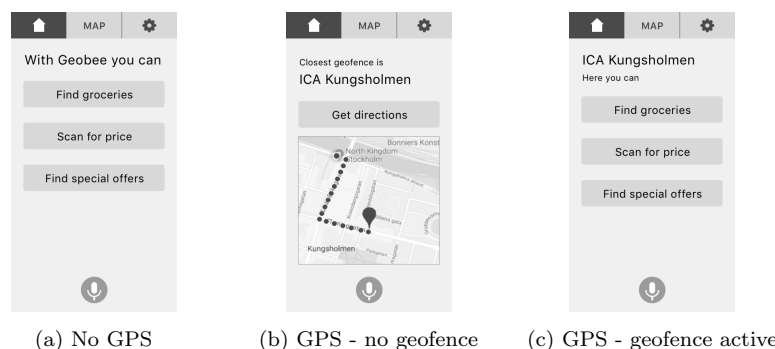 MAP
With Geobee you can
Find groceries
Scan for price
Find special offers
(a) No GPS
MAP
Closest geofence is
ICA Kungsholmen
Get directions
Bonniers Konst
North Kingdom
Stockholm
Kungsholmen
Parkgatan
(b) GPS - no geofence
MAP
ICA Kungsholmen
Here you can
Find groceries
Scan for price
Find special offers
(c) GPS - geofence active